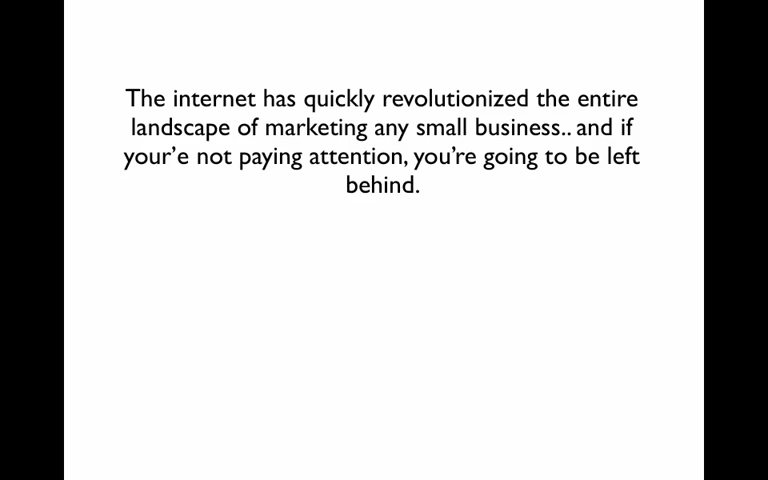 The internet has quickly revolutionized the entire
landscape of marketing any small business.. and if
your’e not paying attention, you’re going to be left
behind.